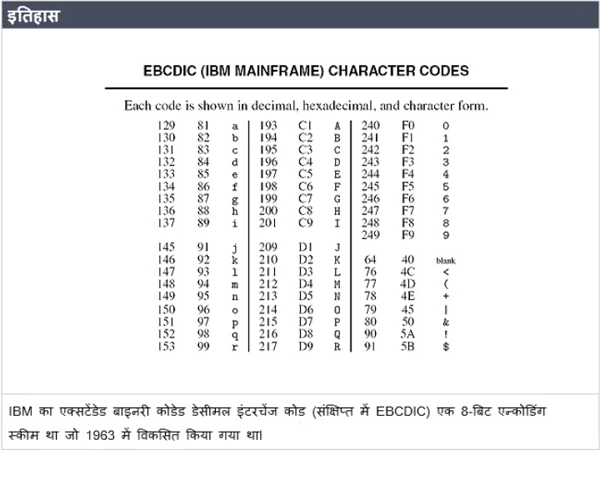 इतिहास
EBCDIC (IBM MAINFRAME) CHARACTER CODES
Each code is shown in decimal, hexadecimal, and character form.
129 81 a 193 C1 A 240 F0 0
130 82 b 194 C2 B 241 F1 1
131 83 c 195 C3 C 242 F2 2
132 84 d 196 C4 D 243 F3 3
133 85 e 197 C5 E 244 F4 4
134 86 f 198 C6 F 245 F5 5
135 87 g 199 C7 G 246 F6 6
136 88 h 200 C8 H 247 F7 7
137 89 i 201 C9 I 248 F8 8
249 F9 9
145 91 j 209 D1 J
146 92 k 210 D2 K 64 40 blank
147 93 l 211 D3 L 76 4C <
148 94 m 212 D4 M 77 4D (
149 95 n 213 D5 N 78 4E +
150 96 o 214 D6 O 79 45 |
151 97 p 215 D7 P 80 50 &
152 98 q 216 D8 Q 90 5A !
153 99 r 217 D9 R 91 5B $
IBM का एक्सटेंडेड बाइनरी कोडेड डेसीमल इंटरचेंज कोड (संक्षिप्त में EBCDIC) एक 8-बिट एन्कोडिंग
स्कीम था जो 1963 में विकसित किया गया था।